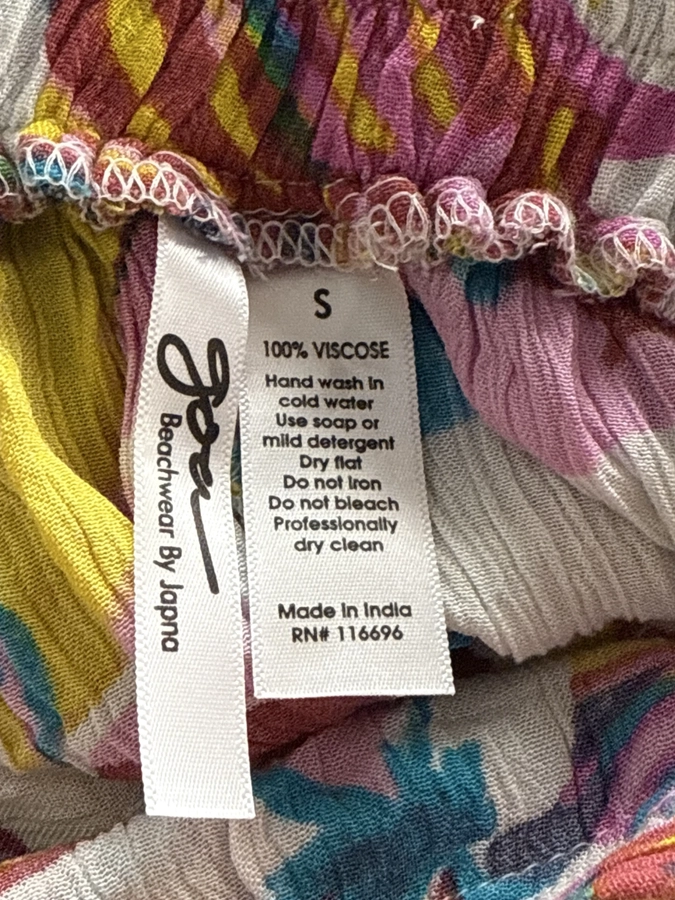 Joa
Beachwear By Japna
S
100% VISCOSE
Hand wash in
cold water
Use soap or
mild detergent
Dry flat
Do not iron
Do not bleach
Professionally
dry clean
Made in India
RN# 116696